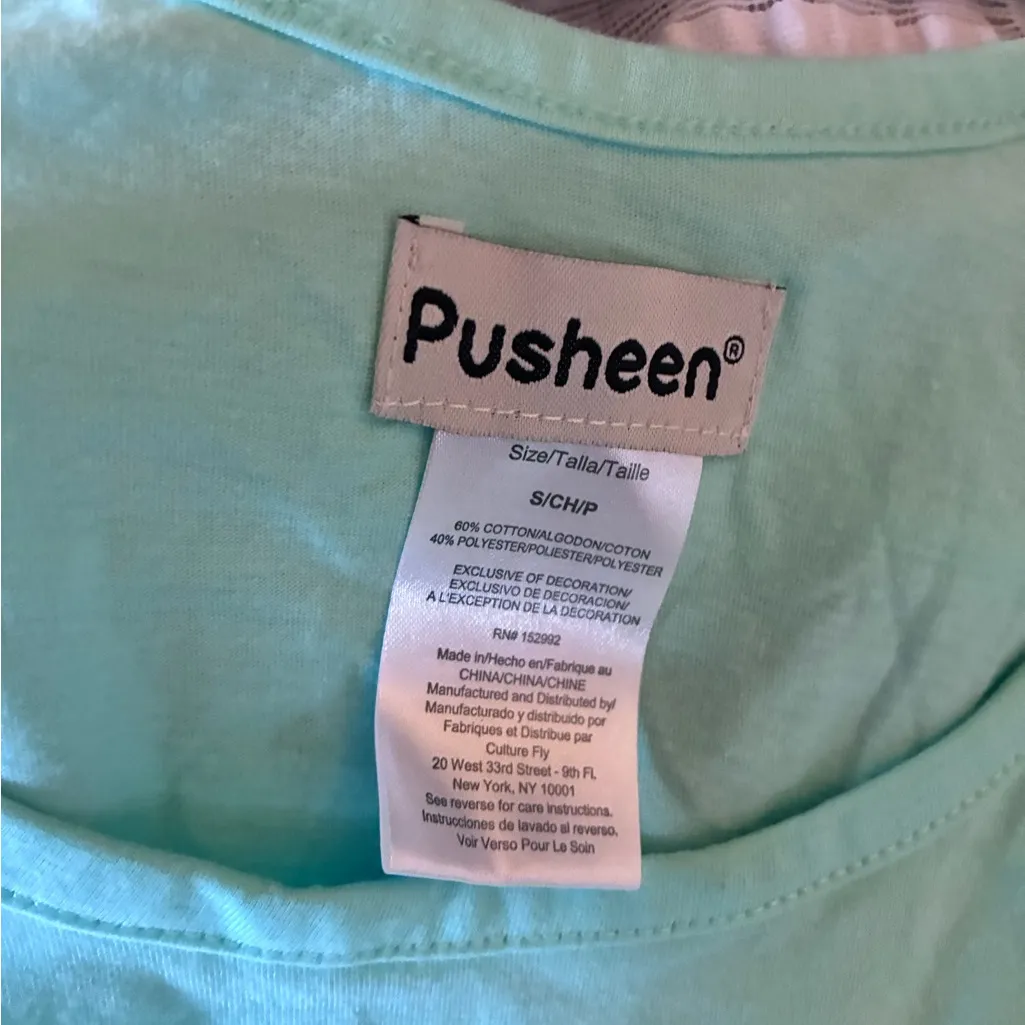 Pusheen®
Size/Talla/Taille
S/CH/P
60% COTTON/ALGODON/COTON
40% POLYESTER/POLIESTER/POLYESTER
EXCLUSIVE OF DECORATION/
EXCLUSIVO DE DECORACION/
A L'EXCEPTION DE LA DECORATION
RN# 152992
Made in/Hecho en/Fabrique au
CHINA/CHINA/CHINE
Manufactured and Distributed by/
Manufacturado y distribuido por
Fabriques et Distribue par
Culture Fly
20 West 33rd Street - 9th Fl.
New York, NY 10001
See reverse for care instructions.
Instrucciones de lavado al reverso.
Voir Verso Pour Le Soin